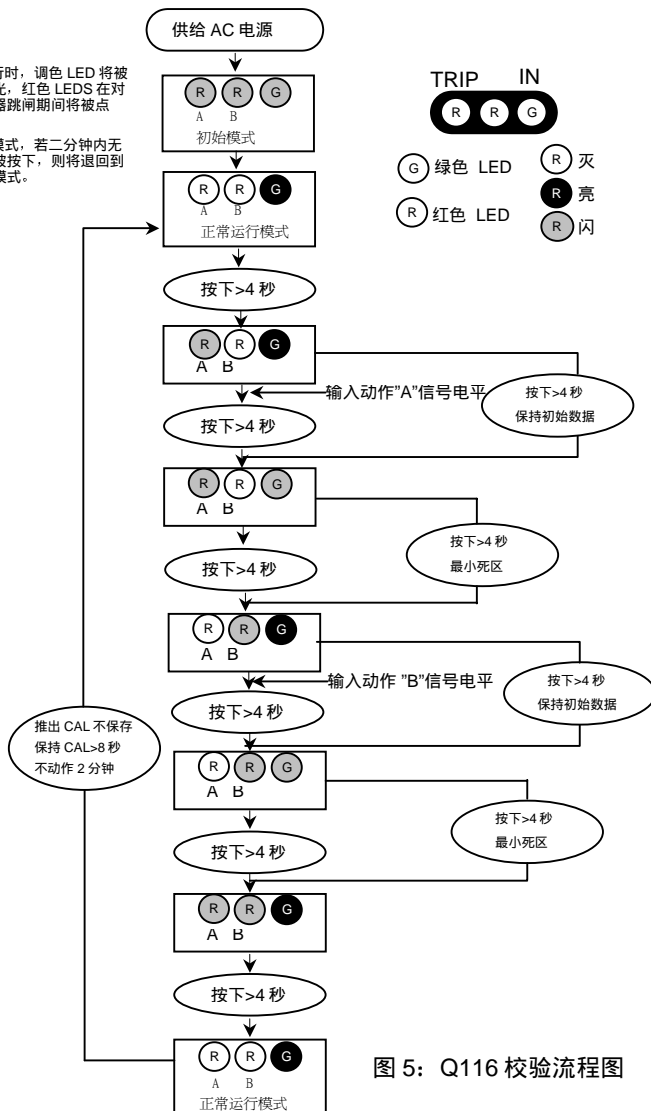 供给 AC 电源
行时，调色 LED 将被
光，红色 LEDS 在对
器跳闸期间将被点
模式，若二分钟内无
被按下，则将退回到
模式。
R R G
A B
初始模式
TRIP IN
R R G
G 绿色 LED
R 红色 LED
R 灭
R 亮
R 闪
R R G
A B
正常运行模式
按下>4 秒
R R G
A B
输入动作"A"信号电平
按下>4 秒
保持初始数据
按下>4 秒
R R G
A B
按下>4 秒
最小死区
按下>4 秒
R R G
A B
输入动作 "B"信号电平
按下>4 秒
保持初始数据
按下>4 秒
推出 CAL 不保存
保持 CAL>8 秒
不动作 2 分钟
R R G
A B
按下>4 秒
最小死区
按下>4 秒
R R G
A B
按下>4 秒
R R G
A B
正常运行模式
图 5：Q116 校验流程图